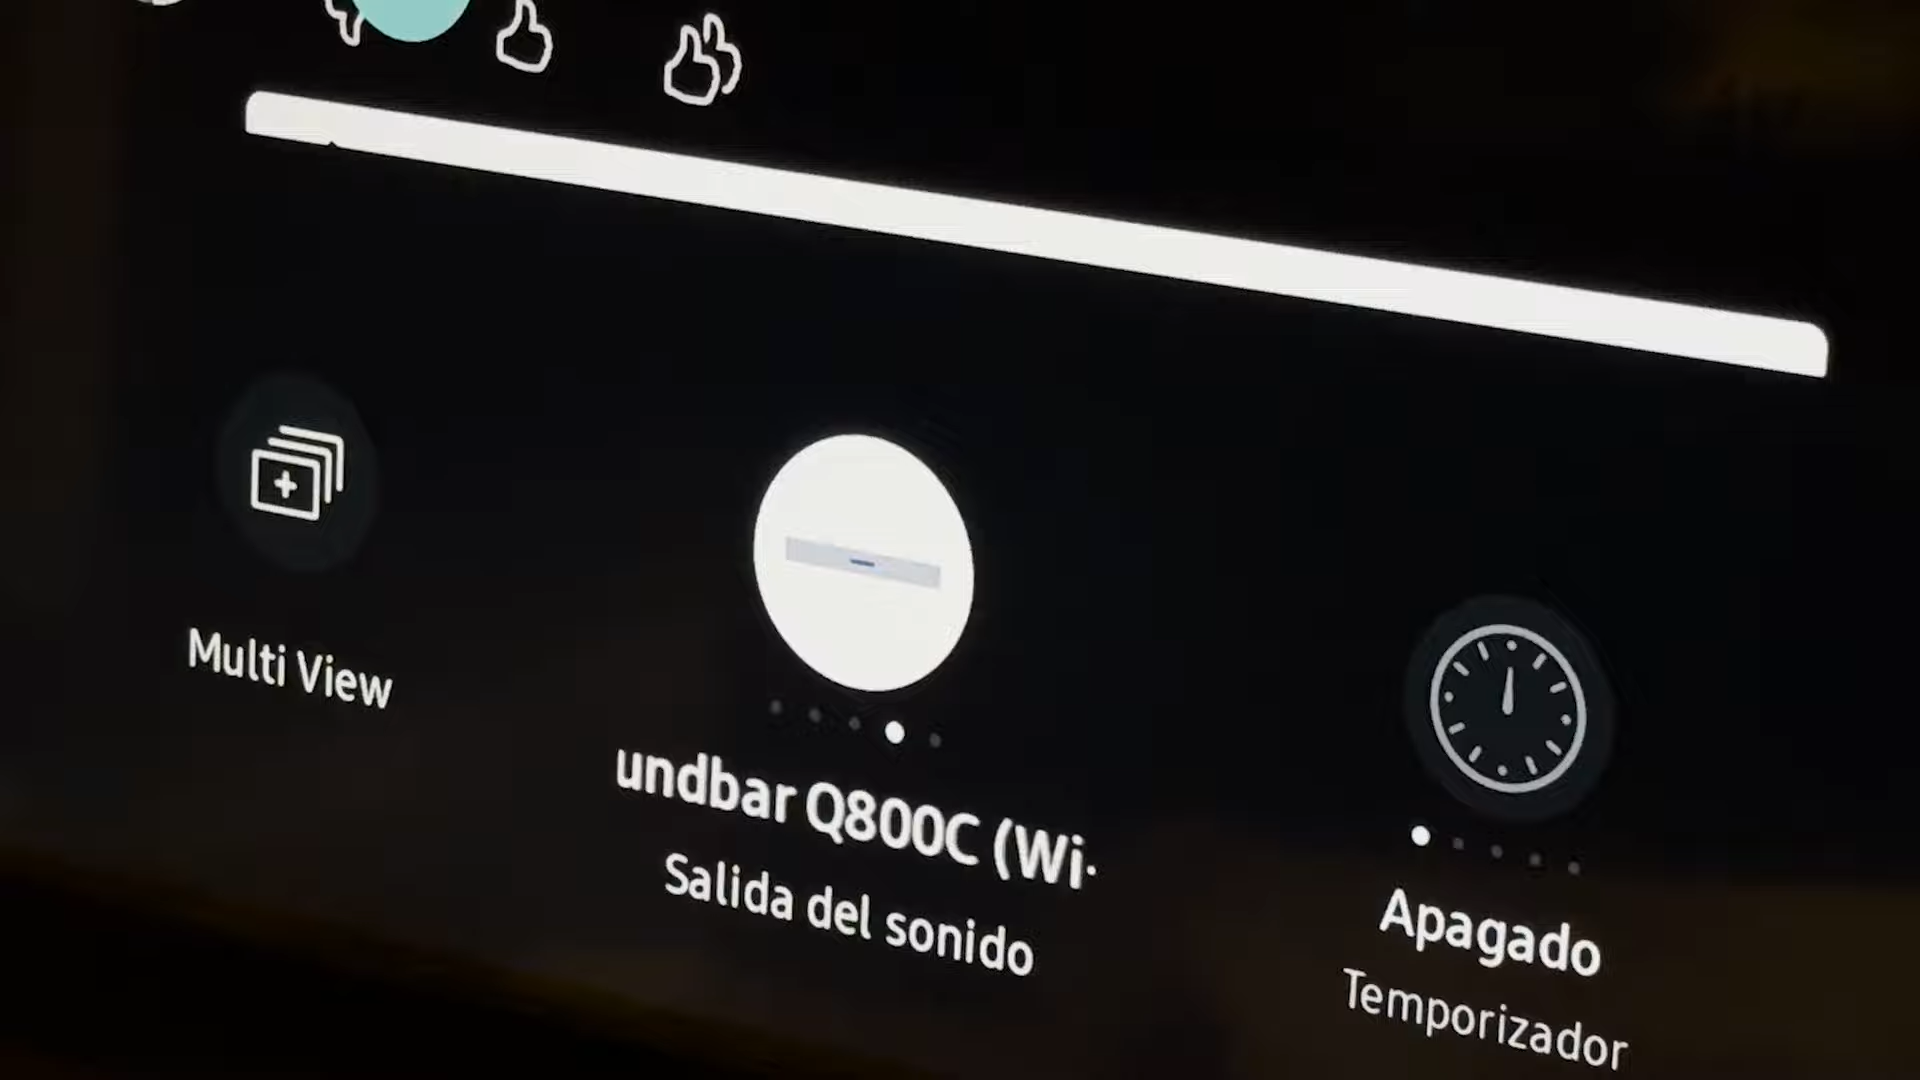 Multi View
undbar Q800C (Wi-
Salida del sonido
Apagado
Temporizador